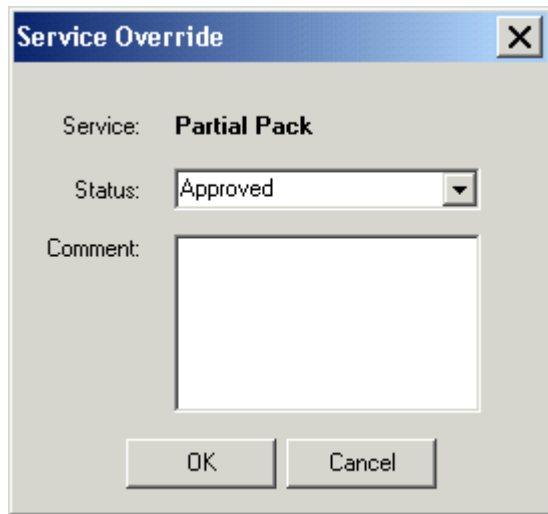 Service Override
Service: Partial Pack
Status: Approved
Comment:
OK Cancel